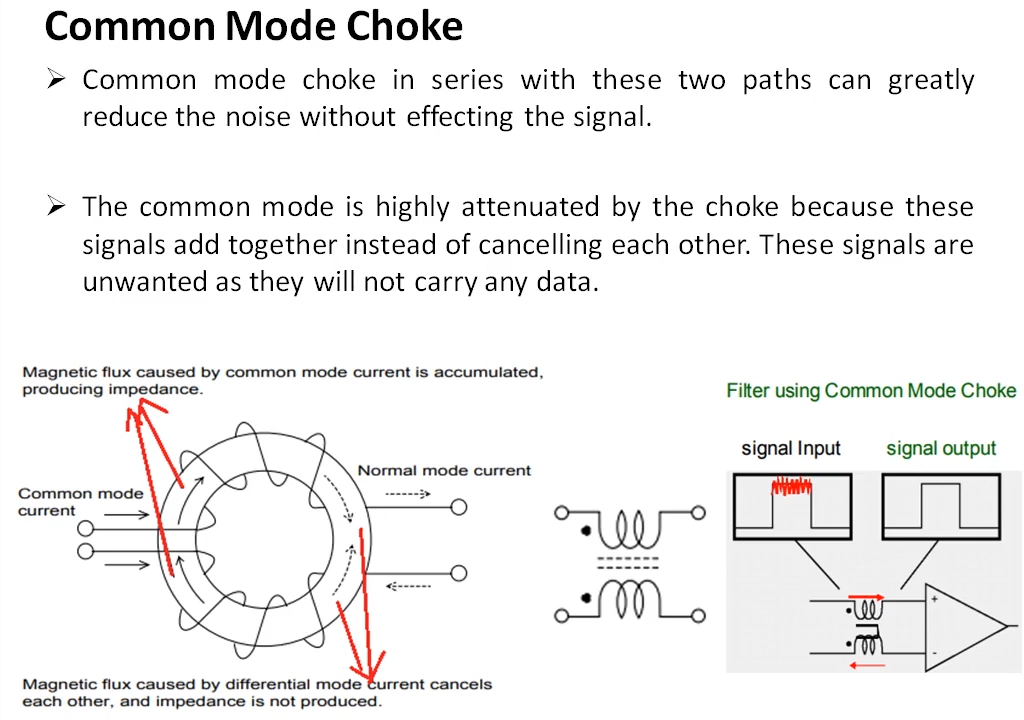 Common Mode Choke
➢ Common mode choke in series with these two paths can greatly
reduce the noise without effecting the signal.
➢ The common mode is highly attenuated by the choke because these
signals add together instead of cancelling each other. These signals are
unwanted as they will not carry any data.
Magnetic flux caused by common mode current is accumulated,
producing impedance.
Common mode
current
Normal mode current
Magnetic flux caused by differential mode current cancels
each other, and impedance is not produced.
Filter using Common Mode Choke
signal Input
signal output
+
-